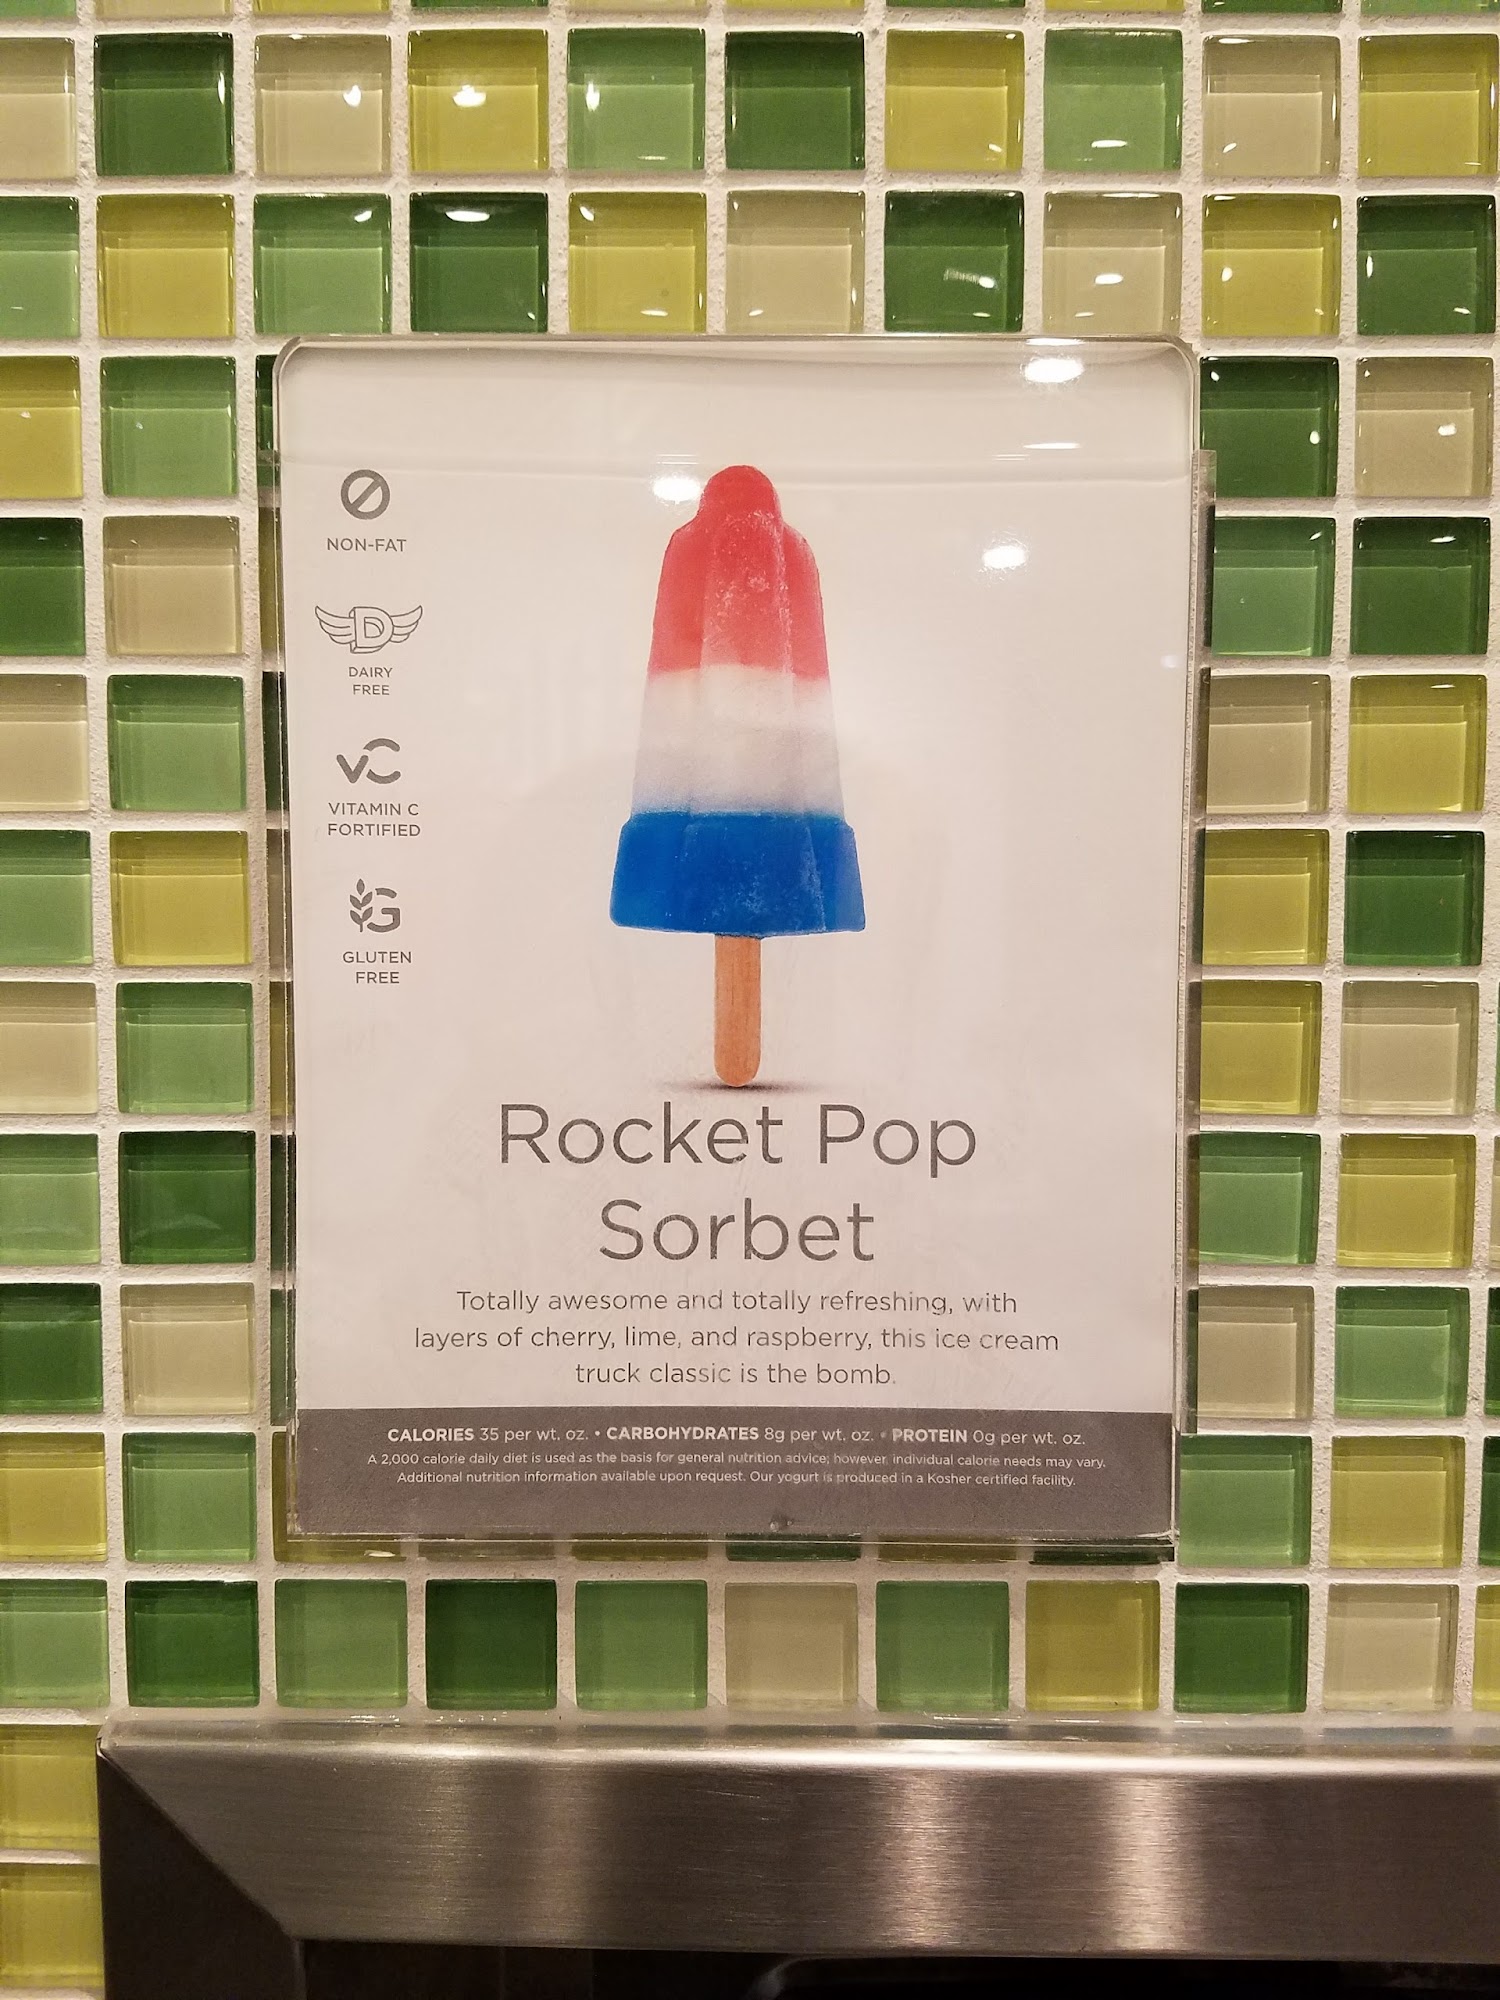 NON-FAT
D
DAIRY
FREE
vC
VITAMIN C
FORTIFIED
G
GLUTEN
FREE
Rocket Pop
Sorbet
Totally awesome and totally refreshing, with
layers of cherry, lime, and raspberry, this ice cream
truck classic is the bomb.
CALORIES 35 per wt. oz. • CARBOHYDRATES 8g per wt. oz. • PROTEIN 0g per wt. oz.
A 2,000 calorie daily diet is used as the basis for general nutrition advice; however, individual calorie needs may vary.
Additional nutrition information available upon request. Our yogurt is produced in a Kosher certified facility.